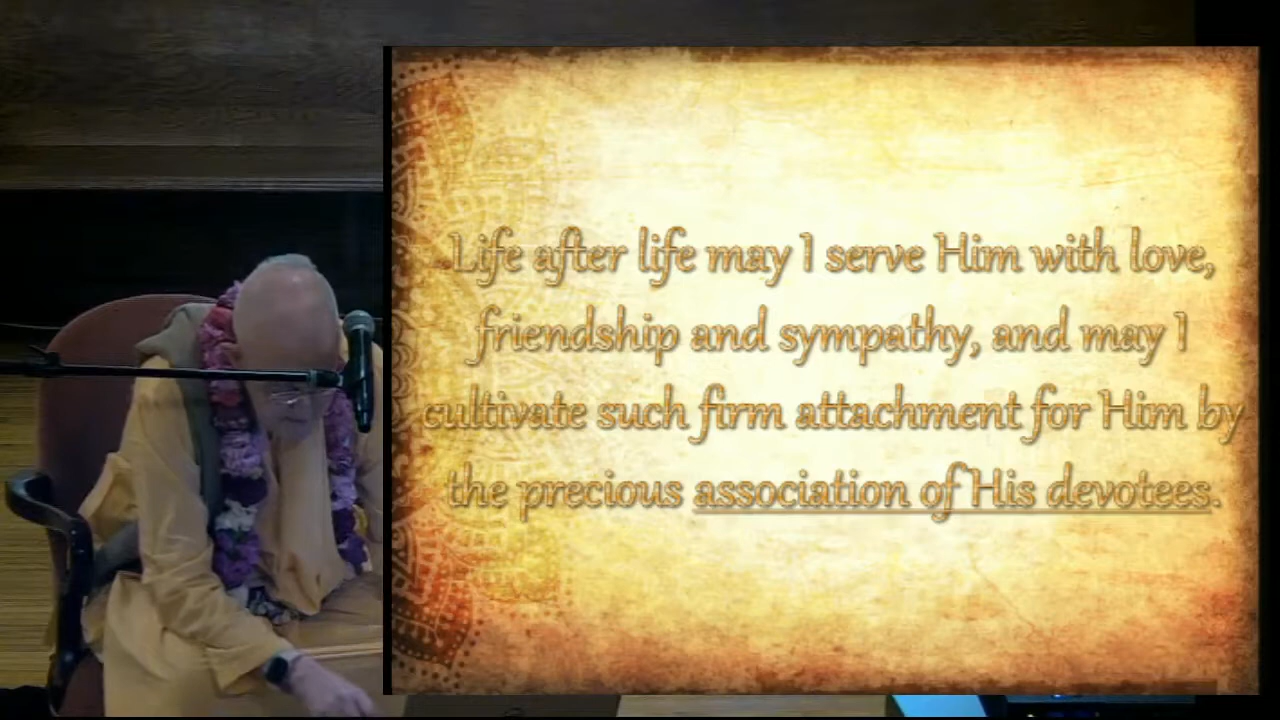 Life after life may I serve Him with love,
friendship and sympathy, and may I
cultivate such firm attachment for Him by
the precious association of His devotees.